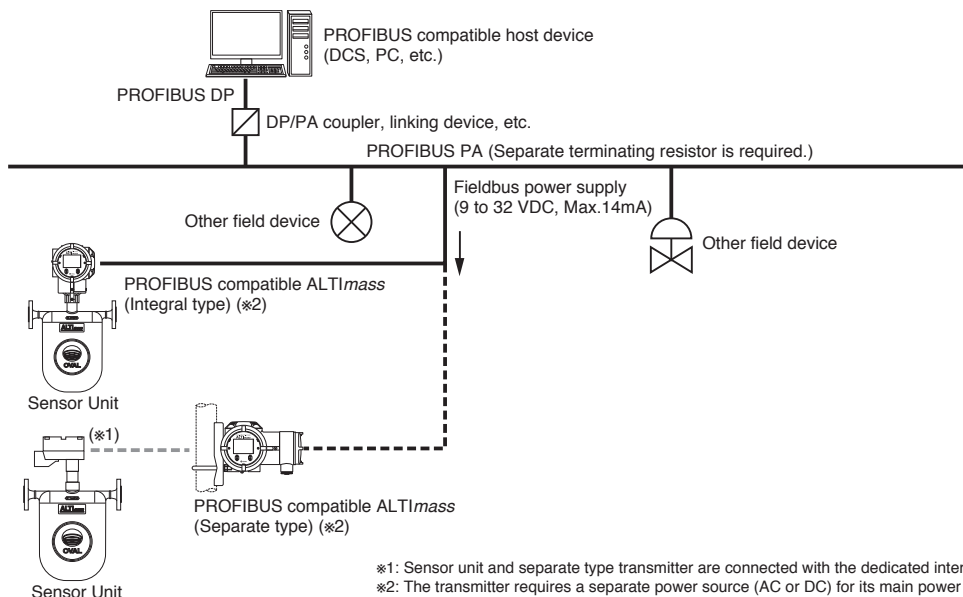 PROFIBUS compatible host device
(DCS, PC, etc.)
PROFIBUS DP
DP/PA coupler, linking device, etc.
PROFIBUS PA (Separate terminating resistor is required.)
Fieldbus power supply
(9 to 32 VDC, Max.14mA)
Other field device
Other field device
PROFIBUS compatible ALTImass
(Integral type) (※2)
ALTImass
OVAL
Sensor Unit
(※1)
PROFIBUS compatible ALTImass
(Separate type) (※2)
ALTImass
OVAL
Sensor Unit
※1: Sensor unit and separate type transmitter are connected with the dedicated inter
※2: The transmitter requires a separate power source (AC or DC) for its main power